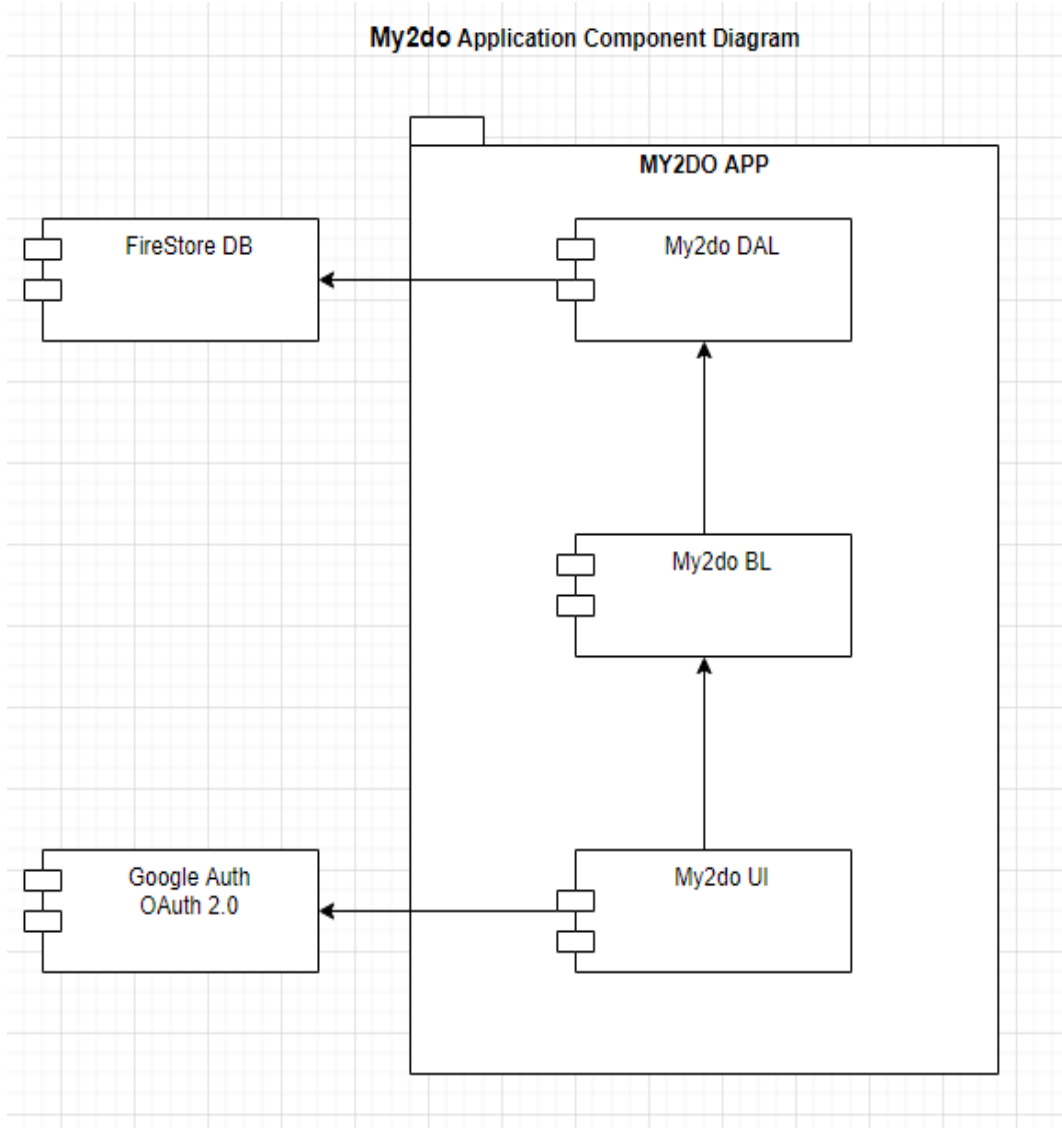 My2do Application Component Diagram
MY2DO APP
FireStore DB
My2do DAL
My2do BL
Google Auth
OAuth 2.0
My2do UI